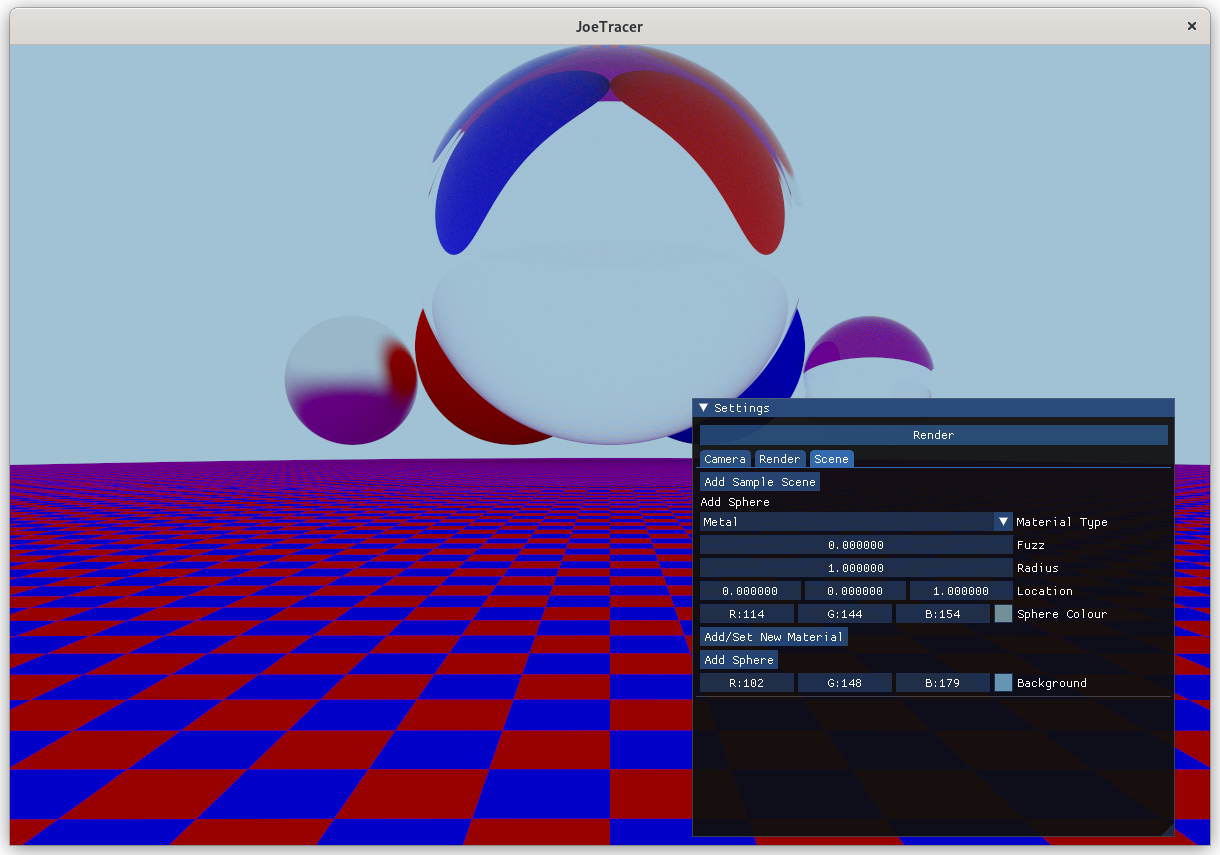 JoeTracer
Settings
Render
Camera Render Scene
Add Sample Scene
Add Sphere
Metal Material Type
0.000000 Fuzz
1.000000 Radius
0.000000 0.000000 1.000000 Location
R:114 G:144 B:154 Sphere Colour
Add/Set New Material
Add Sphere
R:102 G:148 B:179 Background